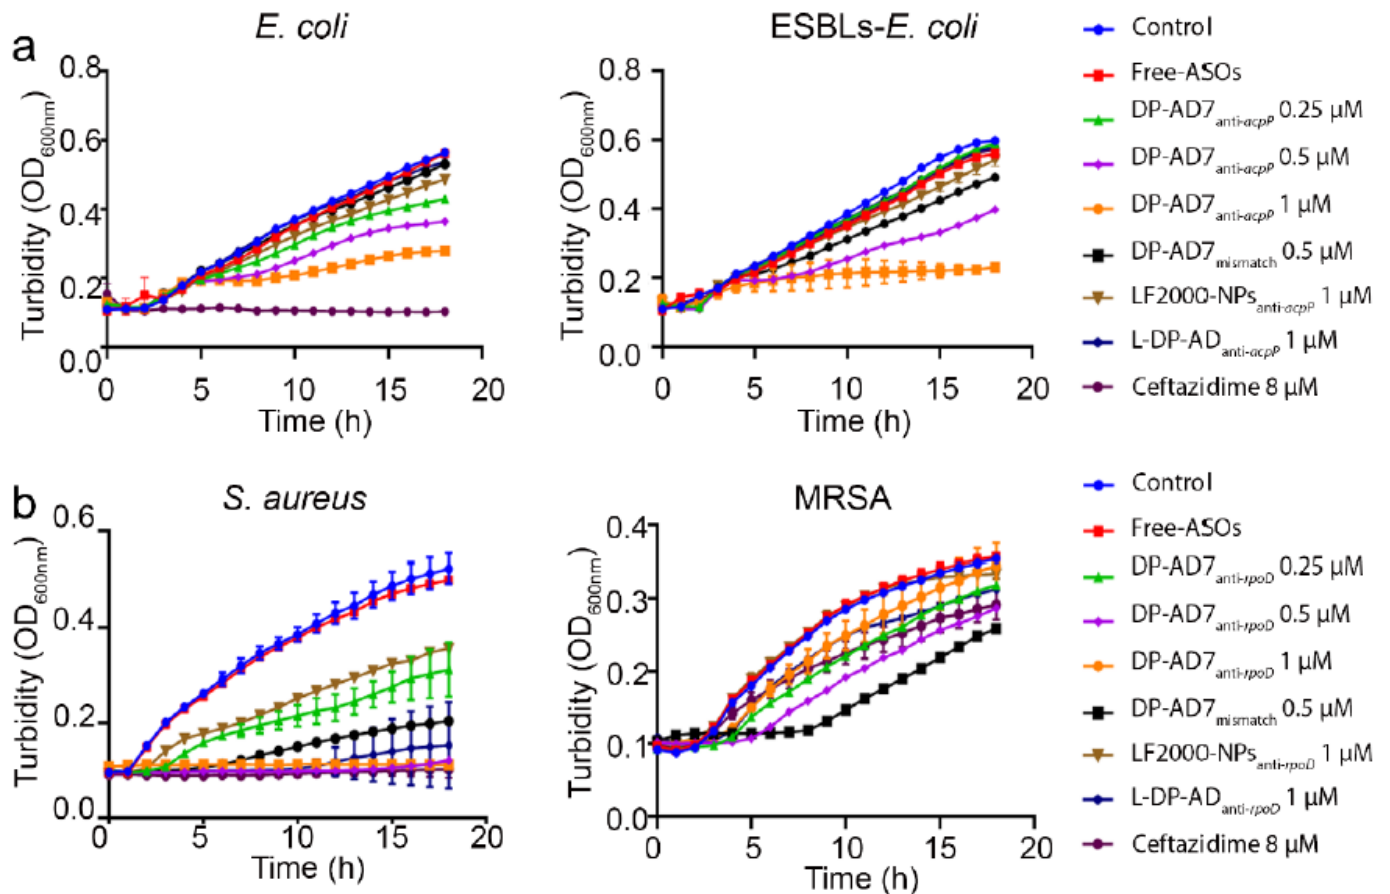 a
E. coli
ESBLs-E. coli
Turbidity (OD600nm)
0.8
0.6
0.4
0.2
0.0
0
5
10
15
20
Time (h)
Turbidity (OD600nm)
0.8
0.6
0.4
0.2
0.0
0
5
10
15
20
Time (h)
Control
Free-ASOs
DP-AD7anti-acpP 0.25 μM
DP-AD7anti-acpP 0.5 μM
DP-AD7anti-acpP 1 μM
DP-AD7mismatch 0.5 μM
LF2000-NPsanti-acpP 1 μM
L-DP-ADanti-acpP 1 μM
Ceftazidime 8 μM
b
S. aureus
MRSA
Turbidity (OD600nm)
0.6
0.4
0.2
0.0
0
5
10
15
20
Time (h)
Turbidity (OD600nm)
0.4
0.3
0.2
0.1
0.0
0
5
10
15
20
Time (h)
Control
Free-ASOs
DP-AD7anti-rpoD 0.25 μM
DP-AD7anti-rpoD 0.5 μM
DP-AD7anti-rpoD 1 μM
DP-AD7mismatch 0.5 μM
LF2000-NPsanti-rpoD 1 μM
L-DP-ADanti-rpoD 1 μM
Ceftazidime 8 μM